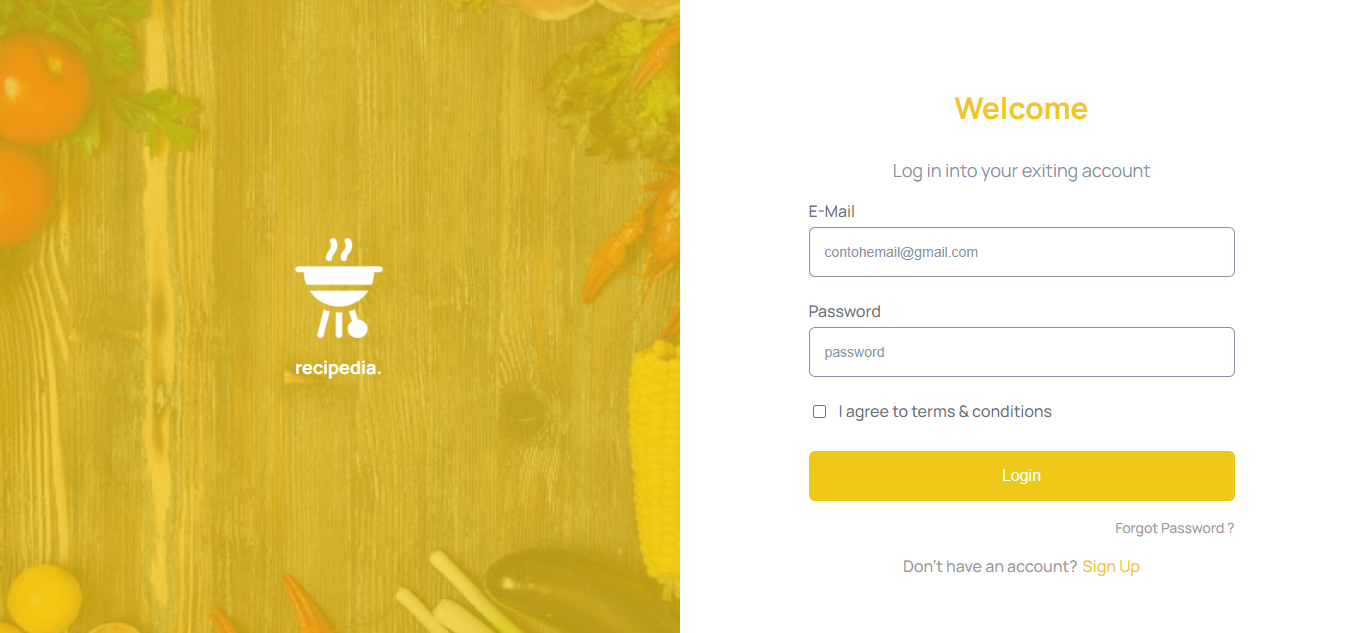 recipedia.
Welcome
Log in into your exiting account
E-Mail
contohemail@gmail.com
Password
password
I agree to terms & conditions
Login
Forgot Password ?
Don't have an account? Sign Up